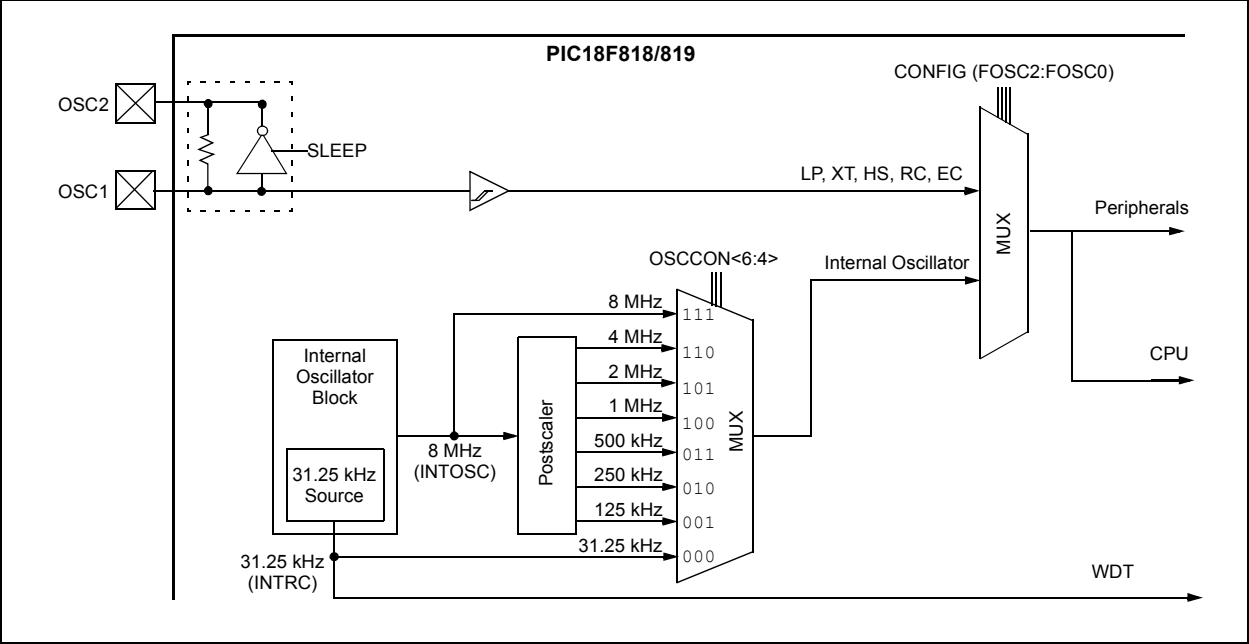 PIC18F818/819
CONFIG (FOSC2:FOSC0)
OSC2
SLEEP
OSC1
LP, XT, HS, RC, EC
MUX
Peripherals
OSCCON<6:4>
Internal Oscillator
8 MHz
111
Internal
Oscillator
Block
4 MHz
110
CPU
2 MHz
101
1 MHz
100
MUX
Postscaler
8 MHz
(INTOSC)
500 kHz
011
31.25 kHz
Source
250 kHz
010
125 kHz
001
31.25 kHz
000
31.25 kHz
(INTRC)
WDT